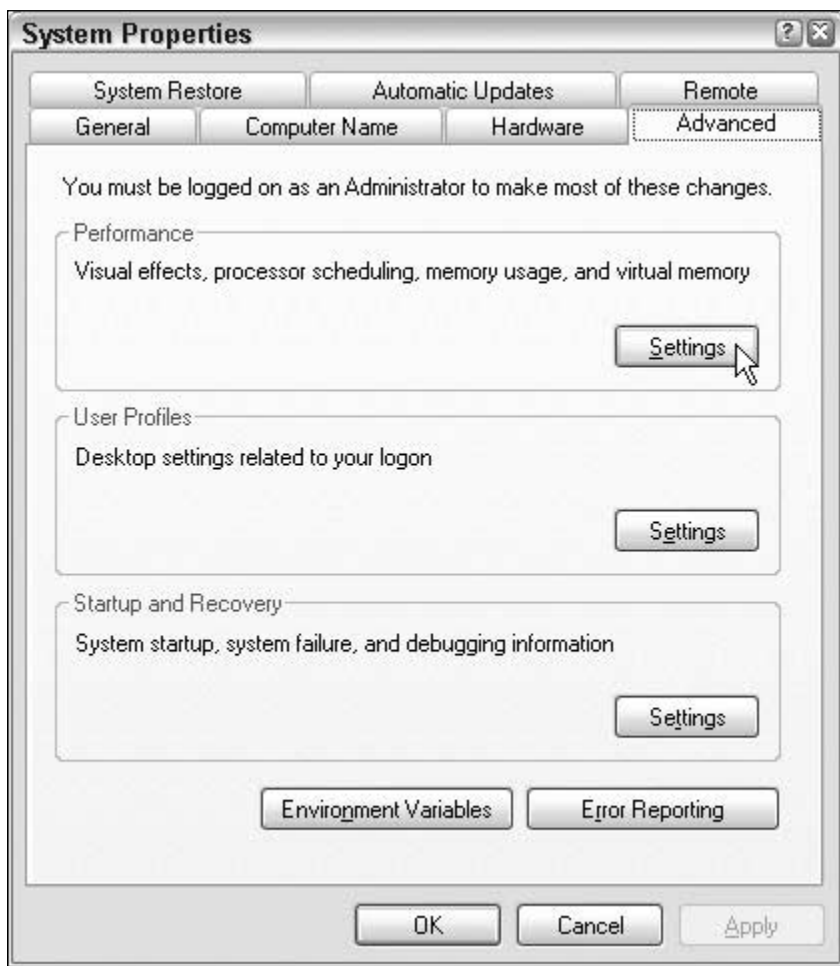 System Properties
System Restore
Automatic Updates
Remote
General
Computer Name
Hardware
Advanced
You must be logged on as an Administrator to make most of these changes.
Performance
Visual effects, processor scheduling, memory usage, and virtual memory
Settings
User Profiles
Desktop settings related to your logon
Settings
Startup and Recovery
System startup, system failure, and debugging information
Settings
Environment Variables
Error Reporting
OK
Cancel
Apply